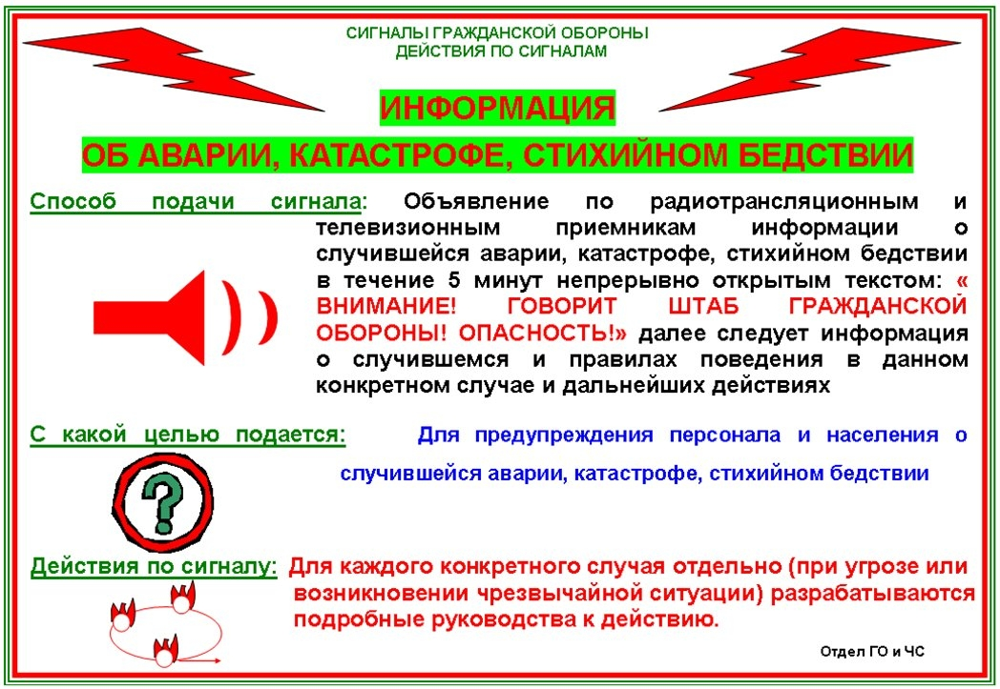 СИГНАЛЫ ГРАЖДАНСКОЙ ОБОРОНЫ
ДЕЙСТВИЯ ПО СИГНАЛАМ
ИНФОРМАЦИЯ
ОБ АВАРИИ, КАТАСТРОФЕ, СТИХИЙНОМ БЕДСТВИИ
Способ подачи сигнала: Объявление по радиотрансляционным и
телевизионным приемникам информации о
случившейся аварии, катастрофе, стихийном бедствии
в течение 5 минут непрерывно открытым текстом: «
ВНИМАНИЕ! ГОВОРИТ ШТАБ ГРАЖДАНСКОЙ
ОБОРОНЫ! ОПАСНОСТЬ!» далее следует информация
о случившемся и правилах поведения в данном
конкретном случае и дальнейших действиях
С какой целью подается: Для предупреждения персонала и населения о
случившейся аварии, катастрофе, стихийном бедствии
?
Действия по сигналу: Для каждого конкретного случая отдельно (при угрозе или
возникновении чрезвычайной ситуации) разрабатываются
подробные руководства к действию.
Отдел ГО и ЧС